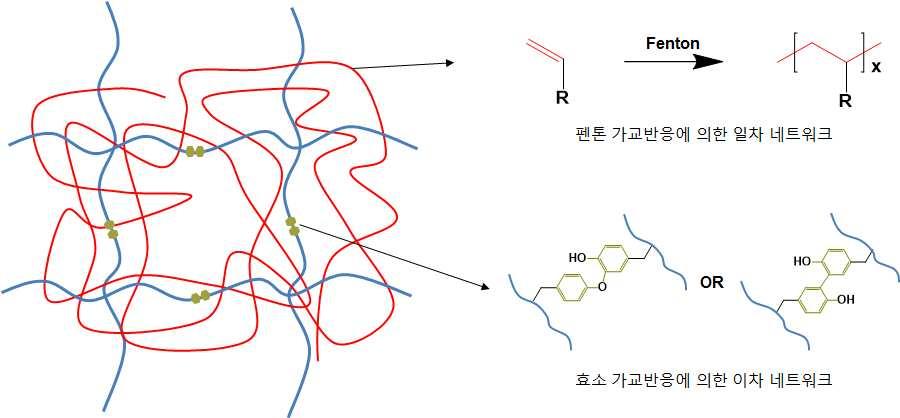 Fenton
R
x
R
펜톤 가교반응에 의한 일차 네트워크
HO
O
OR
HO
OH
효소 가교반응에 의한 이차 네트워크